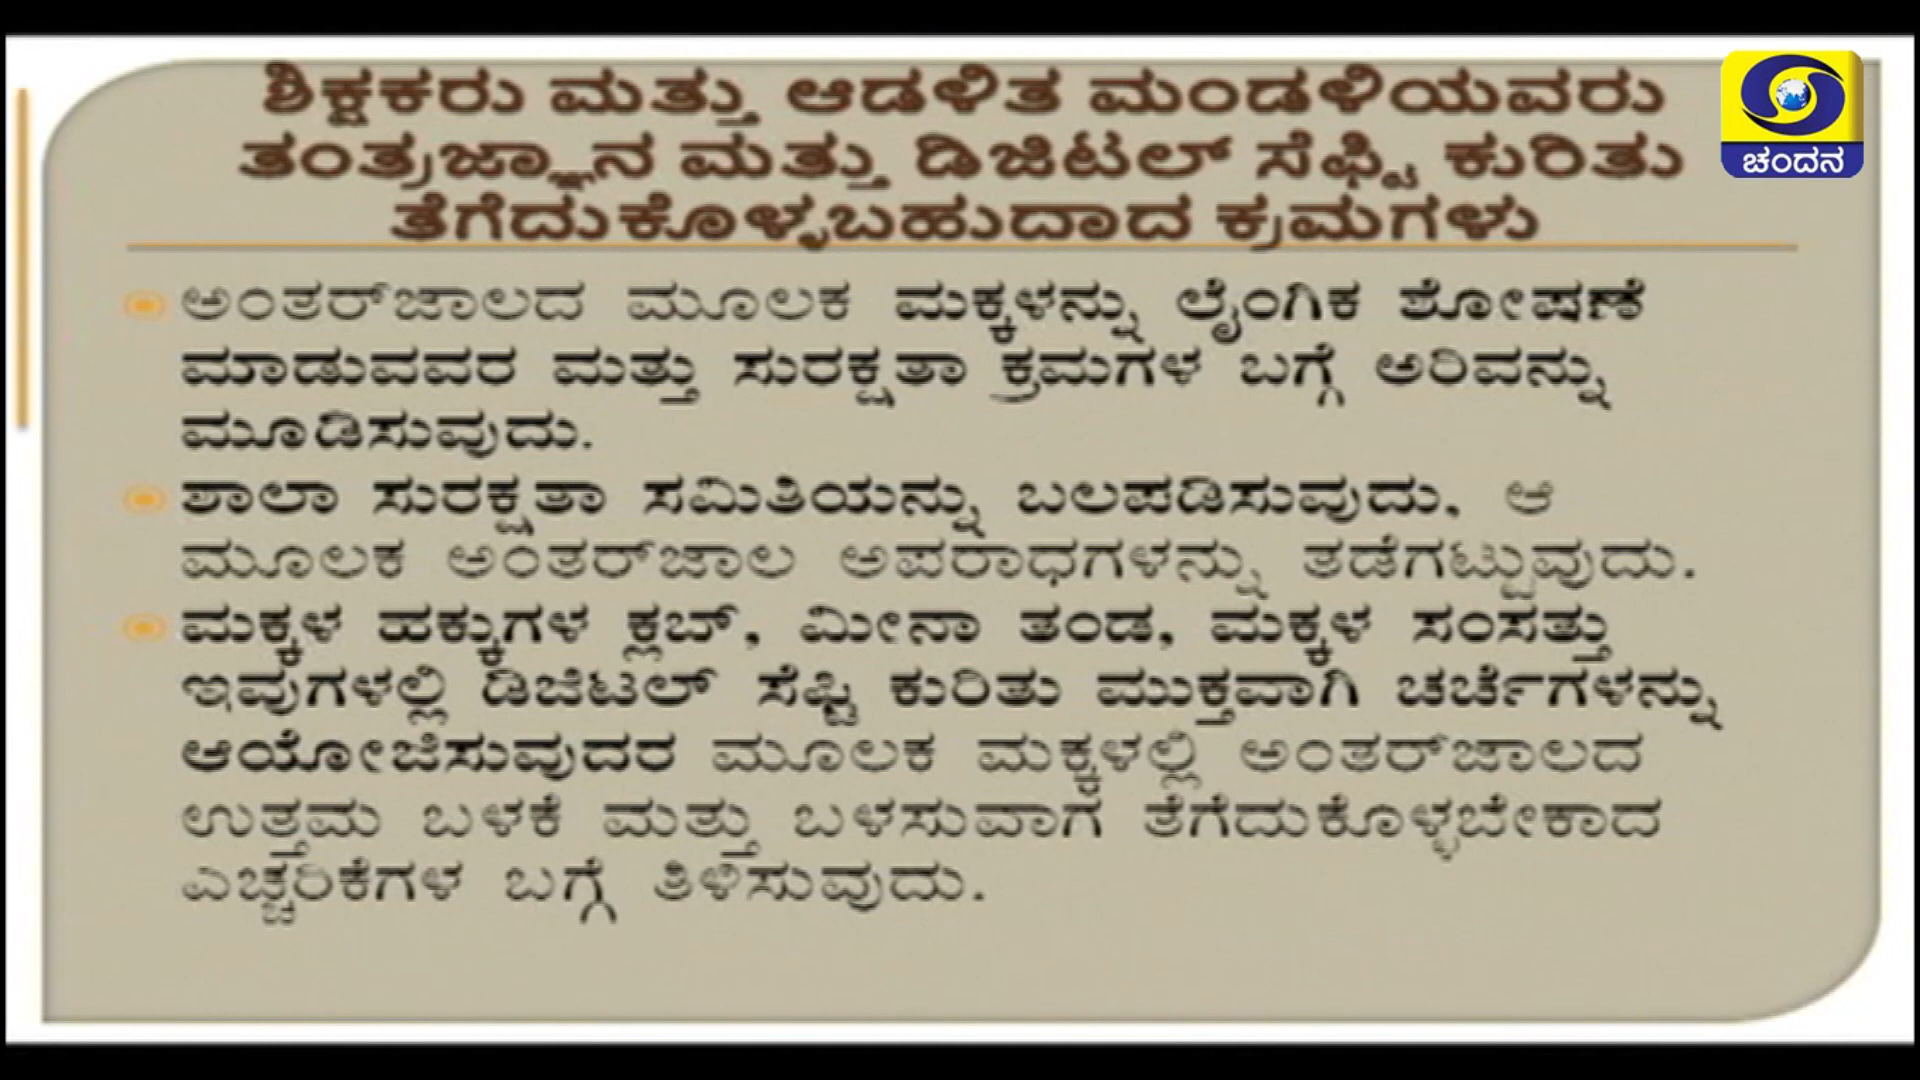 ಶಿಕ್ಷಕರು ಮತ್ತು ಆಡಳಿತ ಮಂಡಳಿಯವರು
ತಂತ್ರಜ್ಞಾನ ಮತ್ತು ಡಿಜಿಟಲ್ ಸೆಫ್ಟಿ ಕುರಿತು
ತೆಗೆದುಕೊಳ್ಳಬಹುದಾದ ಕ್ರಮಗಳು
ಚಂದನ
ಅಂತರ್‌ಜಾಲದ ಮೂಲಕ ಮಕ್ಕಳನ್ನು ಲೈಂಗಿಕ ಶೋಷಣೆ
ಮಾಡುವವರ ಮತ್ತು ಸುರಕ್ಷತಾ ಕ್ರಮಗಳ ಬಗ್ಗೆ ಅರಿವನ್ನು
ಮೂಡಿಸುವುದು.
ಶಾಲಾ ಸುರಕ್ಷತಾ ಸಮಿತಿಯನ್ನು ಬಲಪಡಿಸುವುದು. ಆ
ಮೂಲಕ ಅಂತರ್‌ಜಾಲ ಅಪರಾಧಗಳನ್ನು ತಡೆಗಟ್ಟುವುದು.
ಮಕ್ಕಳ ಹಕ್ಕುಗಳ ಕ್ಲಬ್, ಮೀನಾ ತಂಡ, ಮಕ್ಕಳ ಸಂಸತ್ತು
ಇವುಗಳಲ್ಲಿ ಡಿಜಿಟಲ್ ಸೆಫ್ಟಿ ಕುರಿತು ಮುಕ್ತವಾಗಿ ಚರ್ಚೆಗಳನ್ನು
ಆಯೋಜಿಸುವುದರ ಮೂಲಕ ಮಕ್ಕಳಲ್ಲಿ ಅಂತರ್‌ಜಾಲದ
ಉತ್ತಮ ಬಳಕೆ ಮತ್ತು ಬಳಸುವಾಗ ತೆಗೆದುಕೊಳ್ಳಬೇಕಾದ
ಎಚ್ಚರಿಕೆಗಳ ಬಗ್ಗೆ ತಿಳಿಸುವುದು.